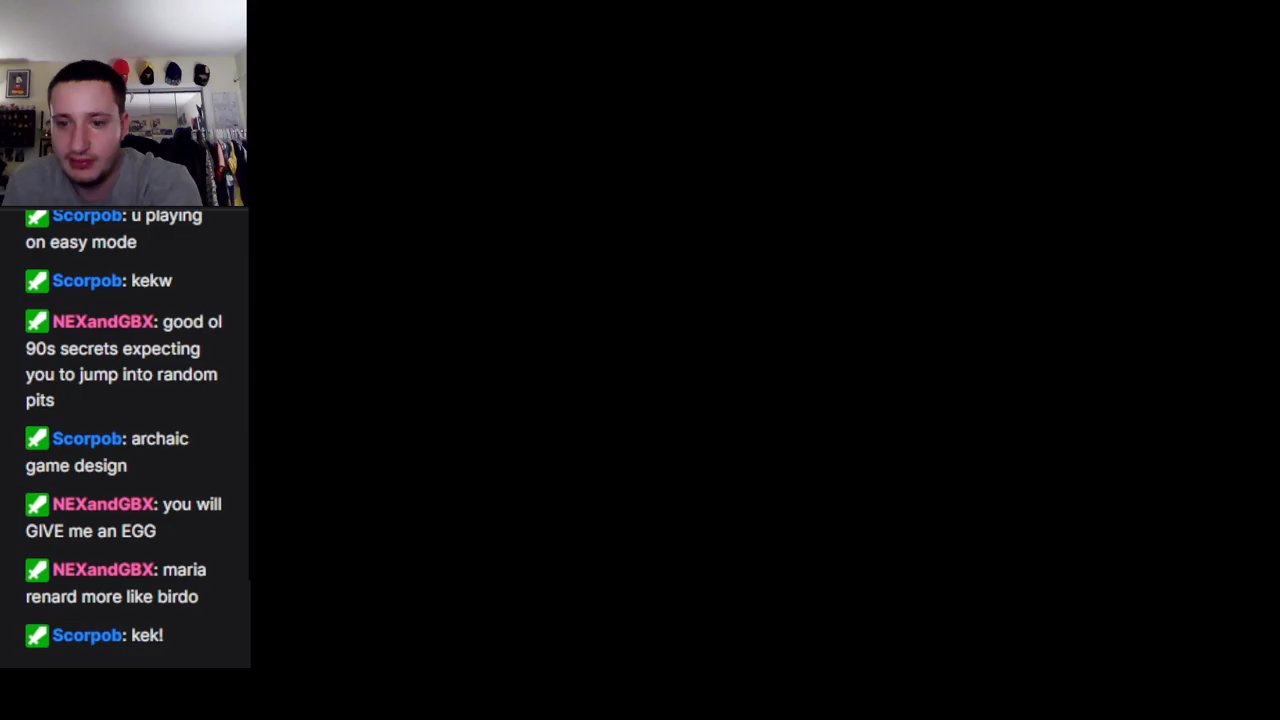 Scorpob: u playing
on easy mode
Scorpob: kekw
NEXandGBX: good ol
90s secrets expecting
you to jump into random
pits
Scorpob: archaic
game design
NEXandGBX: you will
GIVE me an EGG
NEXandGBX: maria
renard more like birdo
Scorpob: kek!